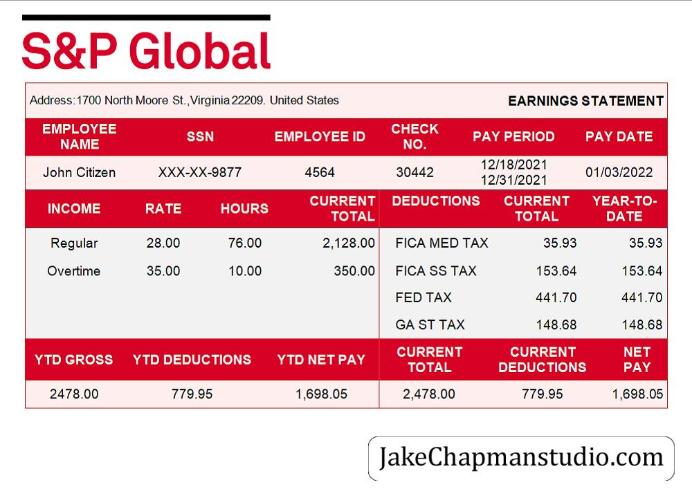 S&P Global
Address:1700 North Moore St.,Virginia 22209. United States EARNINGS STATEMENT
EMPLOYEE NAME SSN EMPLOYEE ID CHECK NO. PAY PERIOD PAY DATE
John Citizen XXX-XX-9877 4564 30442 12/18/2021 12/31/2021 01/03/2022
INCOME RATE HOURS CURRENT TOTAL DEDUCTIONS CURRENT TOTAL YEAR-TO-DATE
Regular 28.00 76.00 2,128.00 FICA MED TAX 35.93 35.93
Overtime 35.00 10.00 350.00 FICA SS TAX 153.64 153.64
FED TAX 441.70 441.70
GA ST TAX 148.68 148.68
YTD GROSS YTD DEDUCTIONS YTD NET PAY CURRENT TOTAL CURRENT DEDUCTIONS NET PAY
2478.00 779.95 1,698.05 2,478.00 779.95 1,698.05
JakeChapmanstudio.com